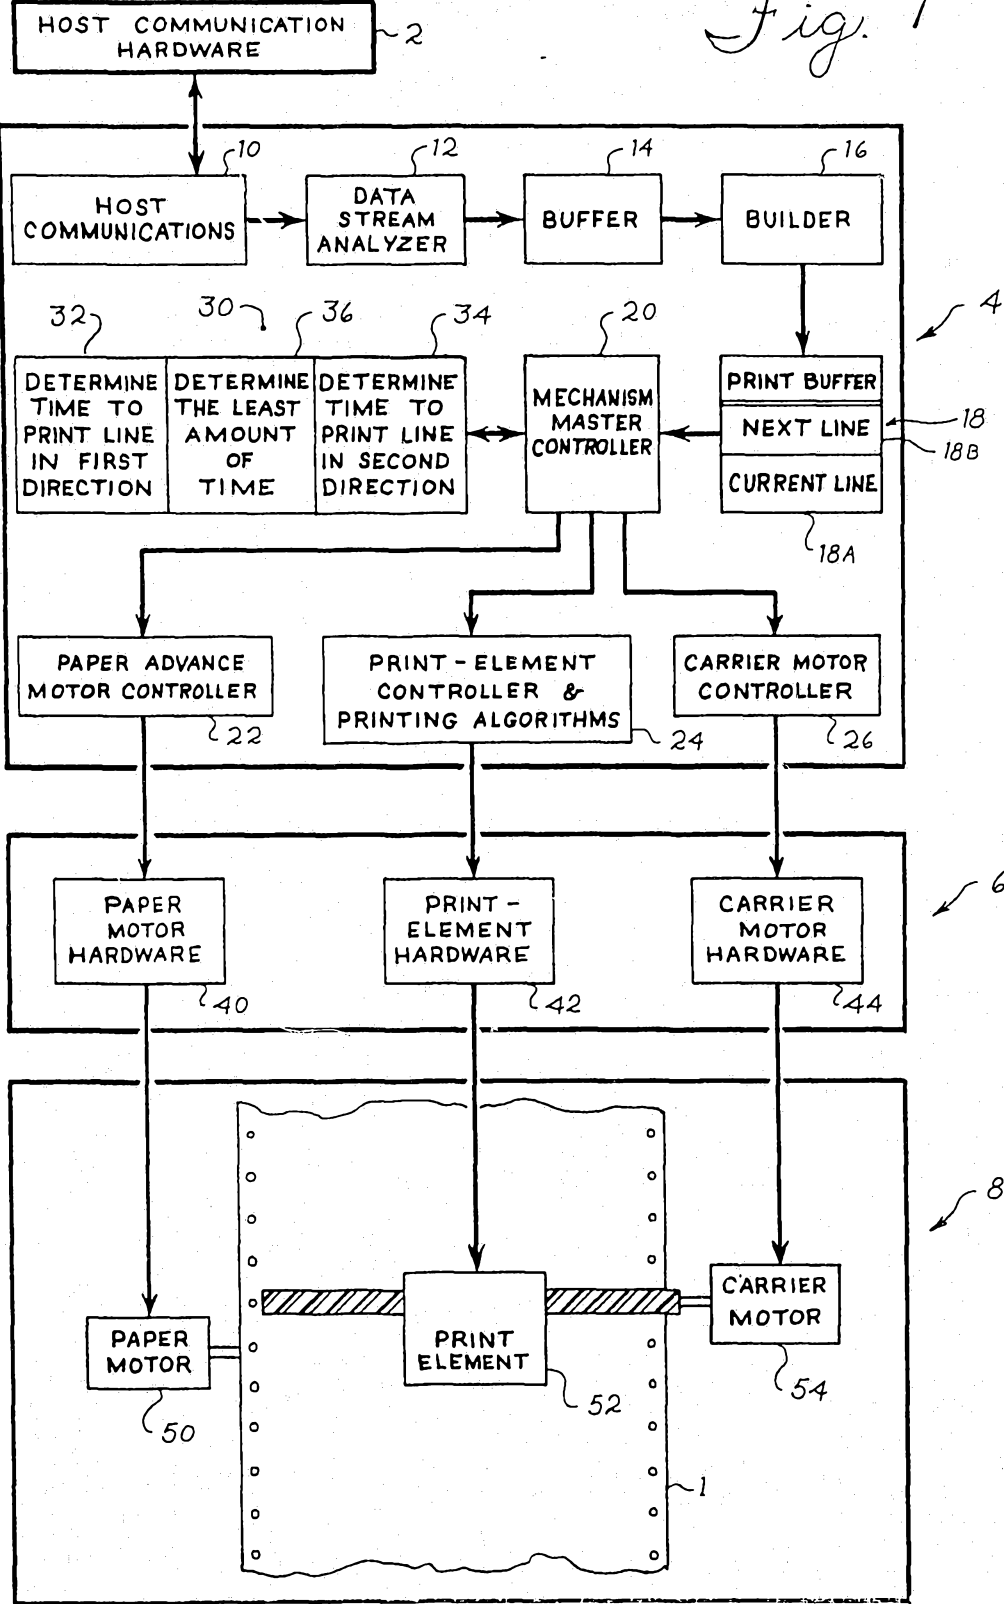 Fig. 1
HOST COMMUNICATION
HARDWARE
2
10
12
14
16
HOST
COMMUNICATIONS
DATA
STREAM
ANALYZER
BUFFER
BUILDER
4
32
30
36
34
20
DETERMINE
TIME TO
PRINT LINE
IN FIRST
DIRECTION
DETERMINE
THE LEAST
AMOUNT
OF
TIME
DETERMINE
TIME TO
PRINT LINE
IN SECOND
DIRECTION
MECHANISM
MASTER
CONTROLLER
PRINT BUFFER
NEXT LINE
CURRENT LINE
18
18B
18A
PAPER ADVANCE
MOTOR CONTROLLER
22
PRINT-ELEMENT
CONTROLLER &
PRINTING ALGORITHMS
24
CARRIER MOTOR
CONTROLLER
26
6
PAPER
MOTOR
HARDWARE
40
PRINT-
ELEMENT
HARDWARE
42
CARRIER
MOTOR
HARDWARE
44
8
PAPER
MOTOR
50
PRINT
ELEMENT
52
CARRIER
MOTOR
54
1